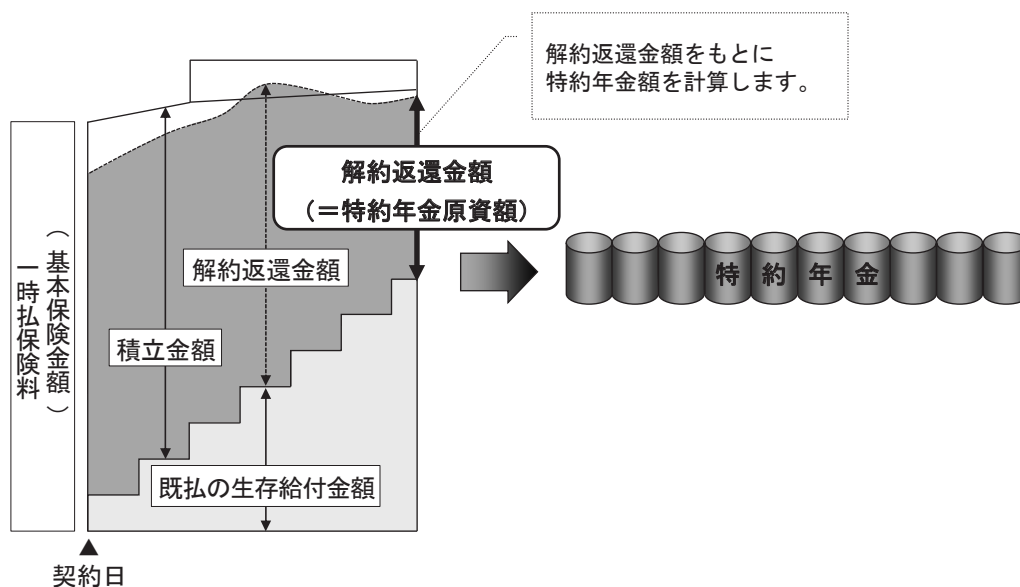 解約返還金額をもとに
特約年金額を計算します。
一時払保険料
（基本保険金額）
解約返還金額
（＝特約年金原資額）
解約返還金額
積立金額
既払の生存給付金額
特約年金
▲
契約日